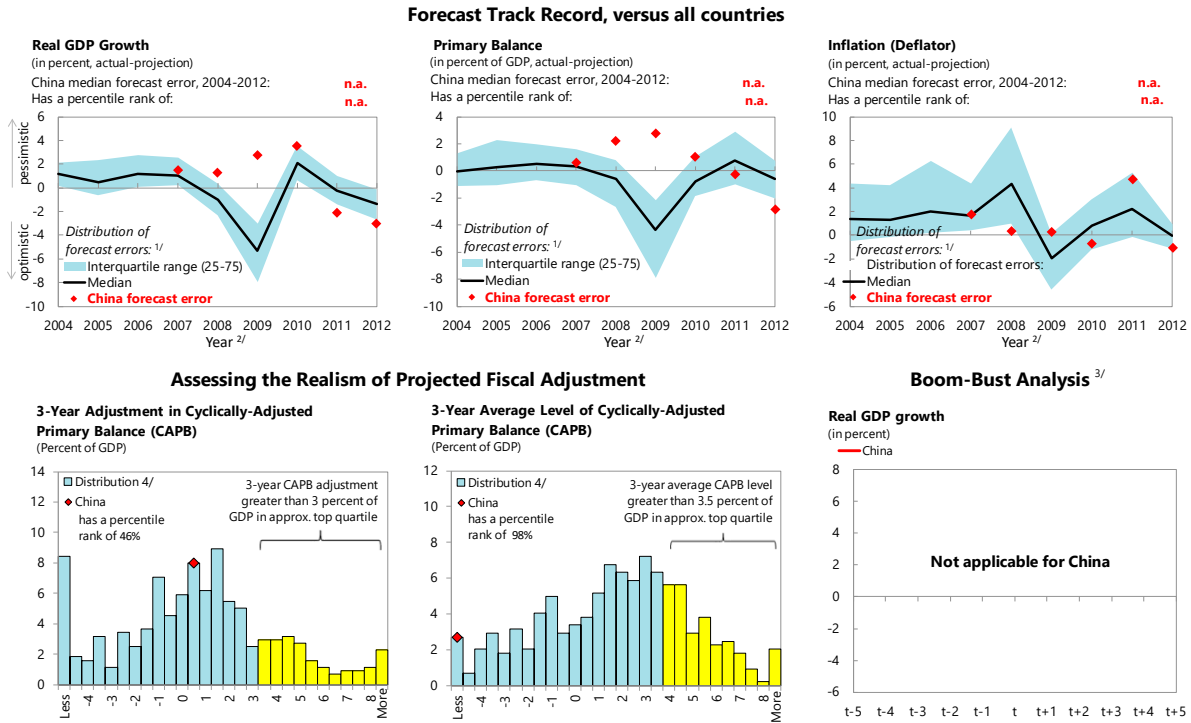 Forecast Track Record, versus all countries
Real GDP Growth
(in percent, actual-projection)
China median forecast error, 2004-2012: n.a.
Has a percentile rank of: n.a.
pessimistic
optimistic
6
4
2
0
-2
-4
-6
-8
-10
Distribution of
forecast errors: 1/
Interquartile range (25-75)
Median
China forecast error
2004 2005 2006 2007 2008 2009 2010 2011 2012
Year 2/
Primary Balance
(in percent of GDP, actual-projection)
China median forecast error, 2004-2012: n.a.
Has a percentile rank of: n.a.
4
2
0
-2
-4
-6
-8
-10
Distribution of
forecast errors: 1/
Interquartile range (25-75)
Median
China forecast error
2004 2005 2006 2007 2008 2009 2010 2011 2012
Year 2/
Inflation (Deflator)
(in percent, actual-projection)
China median forecast error, 2004-2012: n.a.
Has a percentile rank of: n.a.
10
8
6
4
2
0
-2
-4
-6
Distribution of
forecast errors: 1/
Distribution of forecast errors:
Median
China forecast error
2004 2005 2006 2007 2008 2009 2010 2011 2012
Year 2/
Assessing the Realism of Projected Fiscal Adjustment
3-Year Adjustment in Cyclically-Adjusted
Primary Balance (CAPB)
(Percent of GDP)
14
12
10
8
6
4
2
0
Distribution 4/
China
has a percentile
rank of 46%
3-year CAPB adjustment
greater than 3 percent of
GDP in approx. top quartile
Less -4 -3 -2 -1 0 1 2 3 4 5 6 7 8 More
3-Year Average Level of Cyclically-Adjusted
Primary Balance (CAPB)
(Percent of GDP)
12
10
8
6
4
2
0
Distribution 4/
China
has a percentile
rank of 98%
3-year average CAPB level
greater than 3.5 percent of
GDP in approx. top quartile
Less -4 -3 -2 -1 0 1 2 3 4 5 6 7 8 More
Boom-Bust Analysis 3/
Real GDP growth
(in percent)
China
8
6
4
2
0
-2
-4
-6
Not applicable for China
t-5 t-4 t-3 t-2 t-1 t t+1 t+2 t+3 t+4 t+5